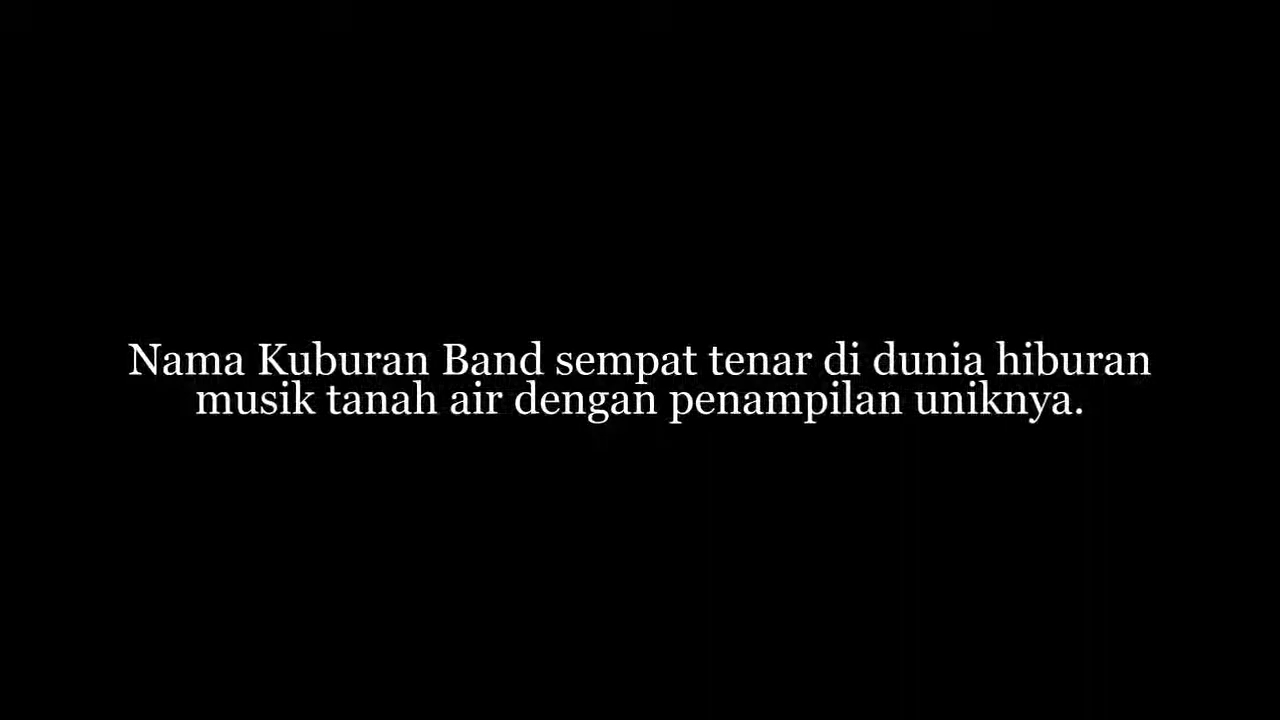 Nama Kuburan Band sempat tenar di dunia hiburan
musik tanah air dengan penampilan uniknya.